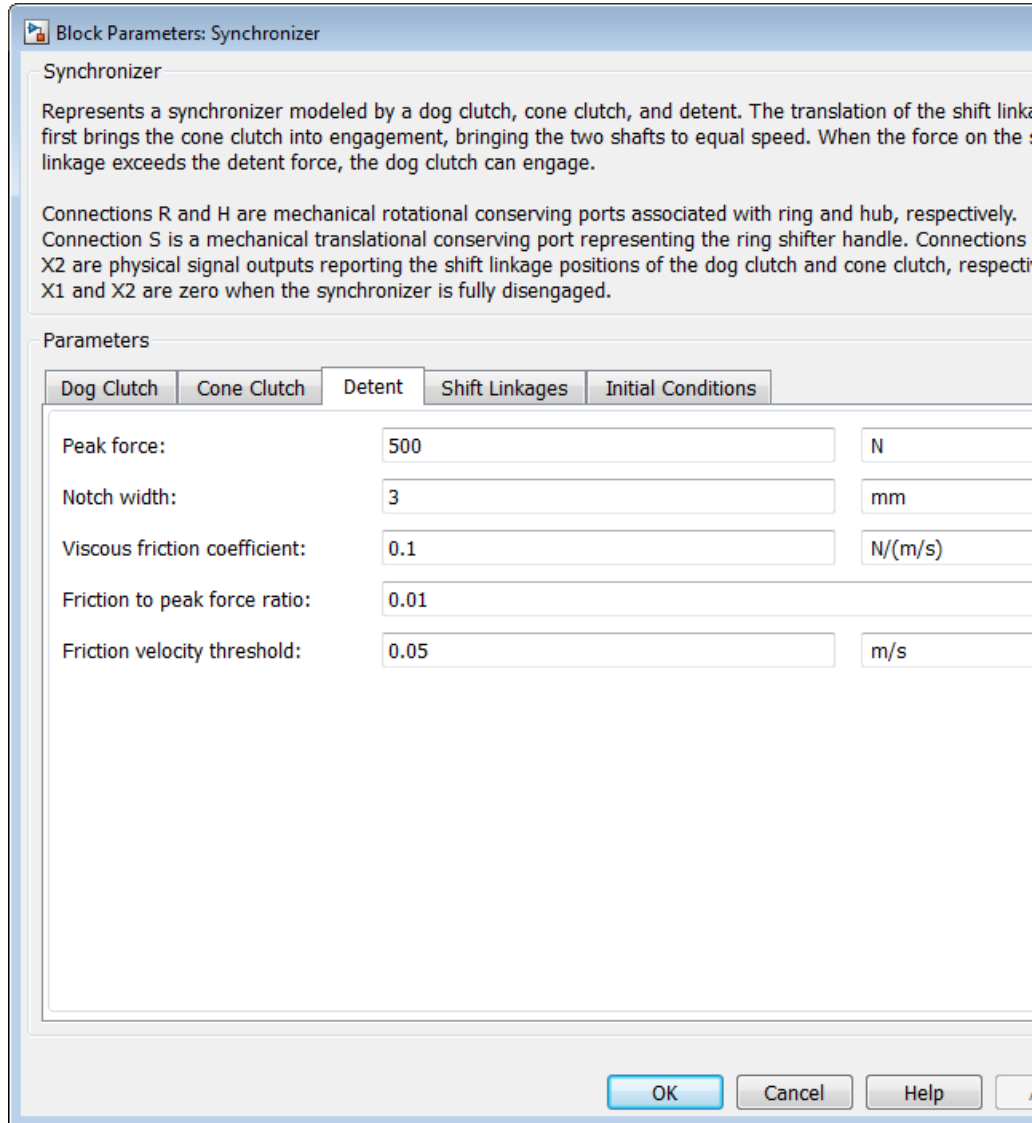 Block Parameters: Synchronizer
Synchronizer
Represents a synchronizer modeled by a dog clutch, cone clutch, and detent. The translation of the shift
first brings the cone clutch into engagement, bringing the two shafts to equal speed. When the force on the
linkage exceeds the detent force, the dog clutch can engage.
Connections R and H are mechanical rotational conserving ports associated with ring and hub, respectively.
Connection S is a mechanical translational conserving port representing the ring shifter handle. Connections
X2 are physical signal outputs reporting the shift linkage positions of the dog clutch and cone clutch,
X1 and X2 are zero when the synchronizer is fully disengaged.
Parameters
Dog Clutch Cone Clutch Detent Shift Linkages Initial Conditions
Peak force: 500 N
Notch width: 3 mm
Viscous friction coefficient: 0.1 N/(m/s)
Friction to peak force ratio: 0.01
Friction velocity threshold: 0.05 m/s
OK Cancel Help